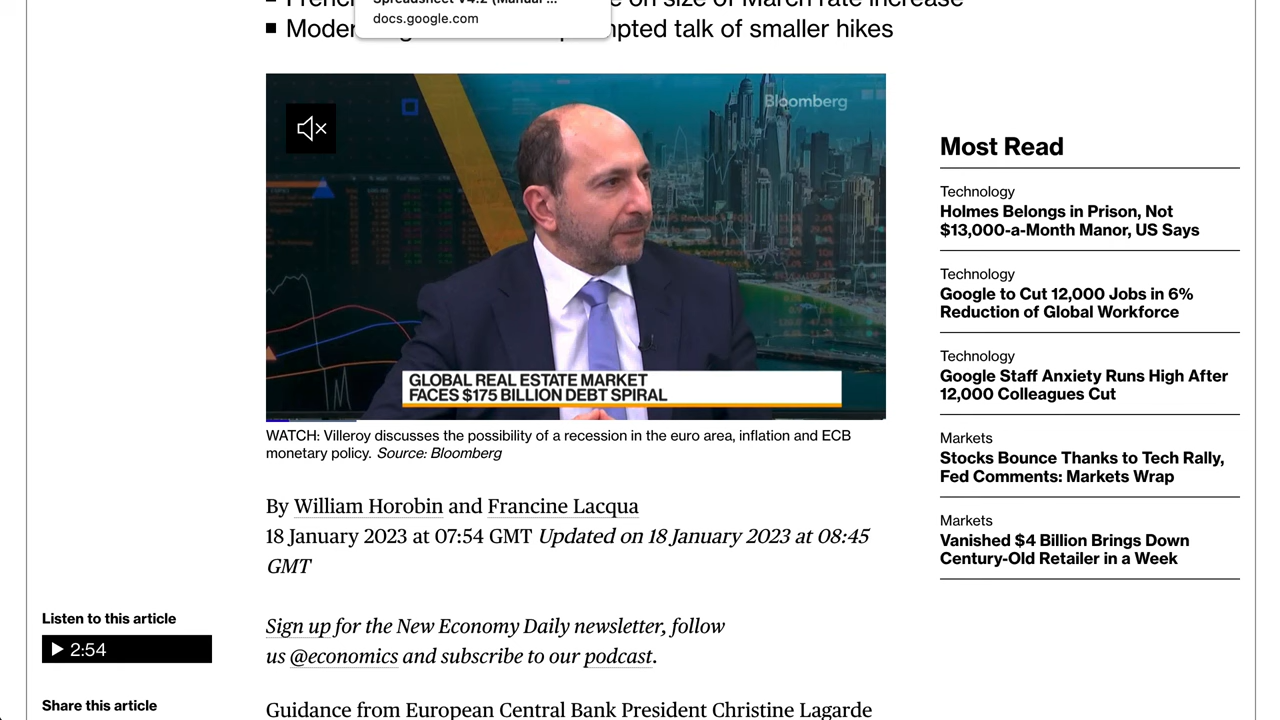 on size of March rate increase
docs.google.com
talk of smaller hikes
Bloomberg
GLOBAL REAL ESTATE MARKET
FACES $175 BILLION DEBT SPIRAL
WATCH: Villeroy discusses the possibility of a recession in the euro area, inflation and ECB
monetary policy. Source: Bloomberg
By William Horobin and Francine Lacqua
18 January 2023 at 07:54 GMT Updated on 18 January 2023 at 08:45
GMT
Listen to this article
2:54
Share this article
Sign up for the New Economy Daily newsletter, follow
us @economics and subscribe to our podcast.
Guidance from European Central Bank President Christine Lagarde
Most Read
Technology
Holmes Belongs in Prison, Not
$13,000-a-Month Manor, US Says
Technology
Google to Cut 12,000 Jobs in 6%
Reduction of Global Workforce
Technology
Google Staff Anxiety Runs High After
12,000 Colleagues Cut
Markets
Stocks Bounce Thanks to Tech Rally,
Fed Comments: Markets Wrap
Markets
Vanished $4 Billion Brings Down
Century-Old Retailer in a Week